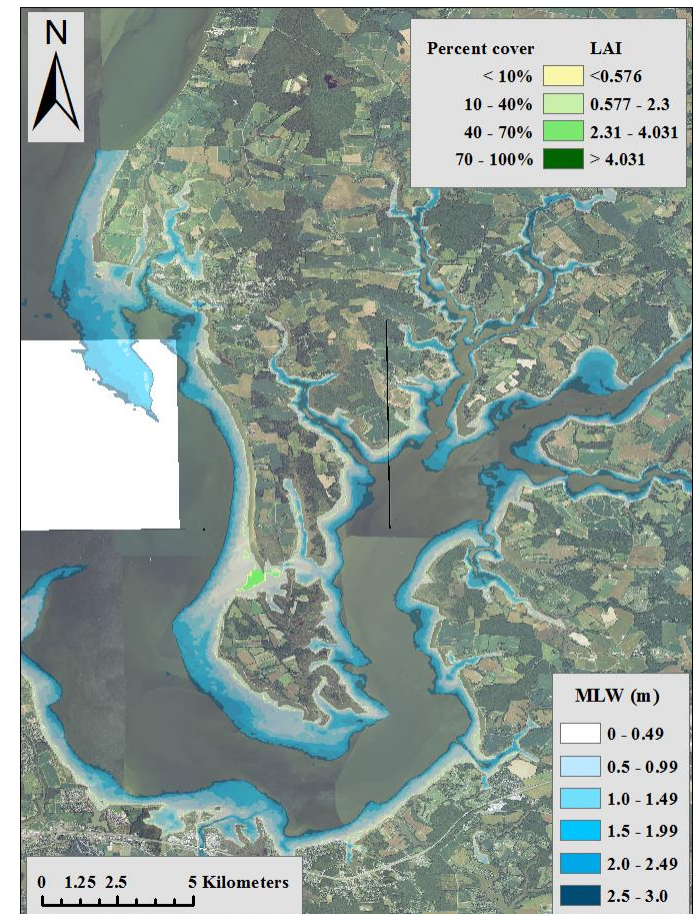 N
Percent cover LAI
< 10% <0.576
10 - 40% 0.577 - 2.3
40 - 70% 2.31 - 4.031
70 - 100% > 4.031
MLW (m)
0 - 0.49
0.5 - 0.99
1.0 - 1.49
1.5 - 1.99
2.0 - 2.49
2.5 - 3.0
0 1.25 2.5 5 Kilometers